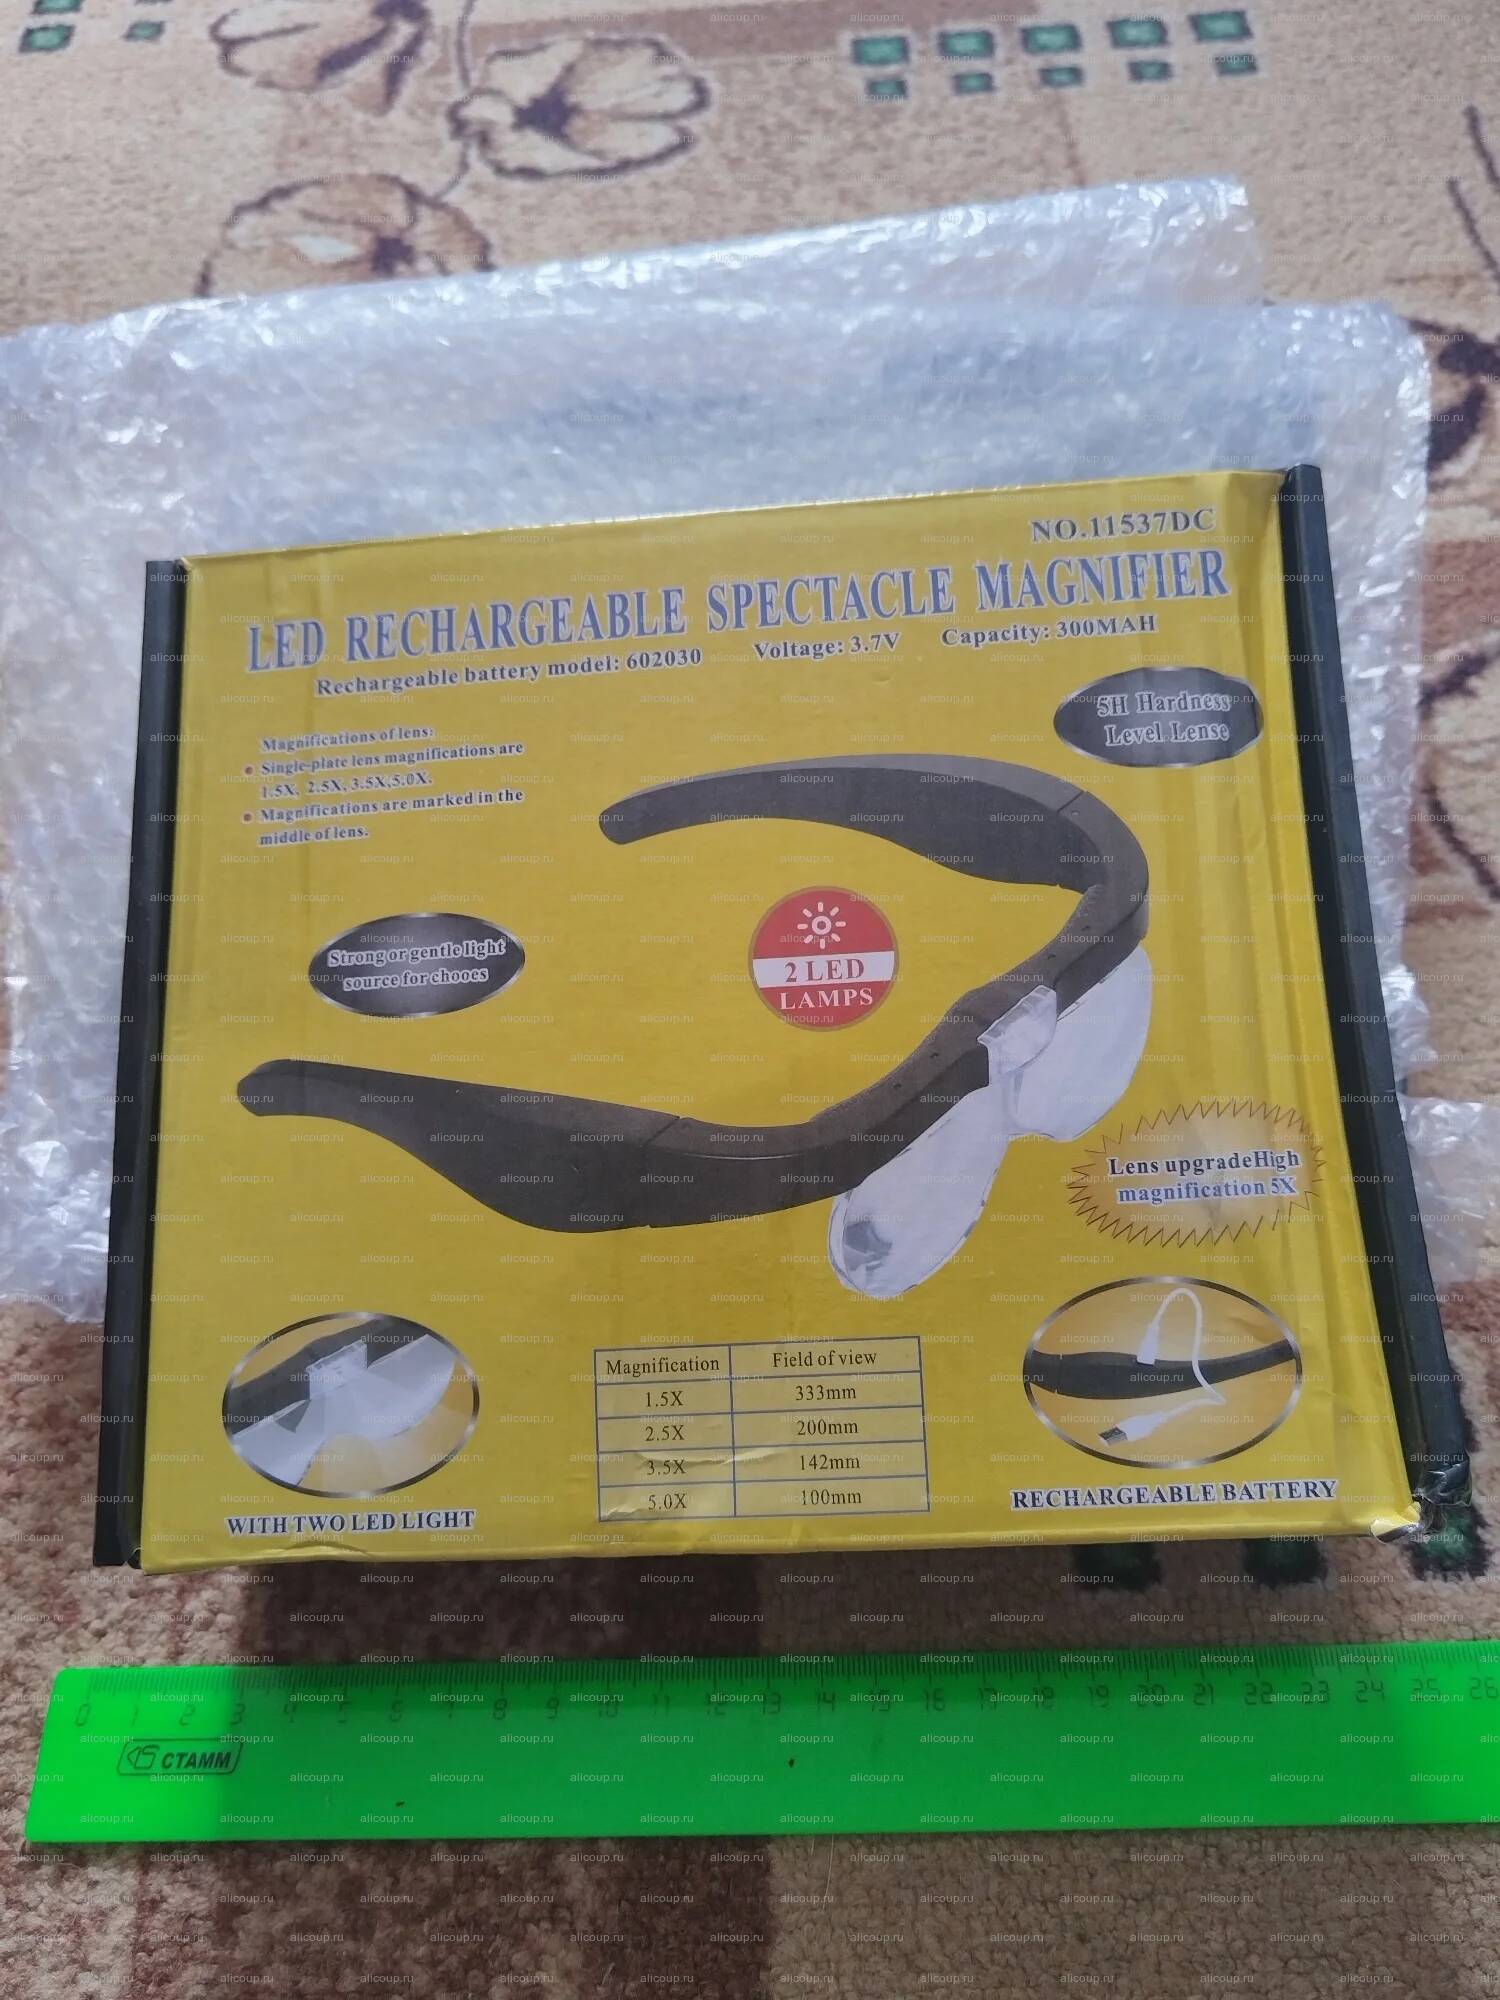 NO.11537DC
LED RECHARGEABLE SPECTACLE MAGNIFIER
Rechargeable battery model: 602030 Voltage: 3.7V Capacity: 300MAH
5H Hardness
Level Lense
Magnifications of lens:
Single-plate lens magnifications are
1.5X, 2.5X, 3.5X, 5.0X.
Magnifications are marked in the
middle of lens.
Strong or gentle light
source for chooes
2 LED
LAMPS
Lens upgradeHigh
magnification 5X
Magnification Field of view
1.5X 333mm
2.5X 200mm
3.5X 142mm
5.0X 100mm
WITH TWO LED LIGHT
RECHARGEABLE BATTERY
0 1 2 3 4 5 6 7 8 9 10 11 12 13 14 15 16 17 18 19 20 21 22 23 24 25 26
СТАММ
alicoup.ru